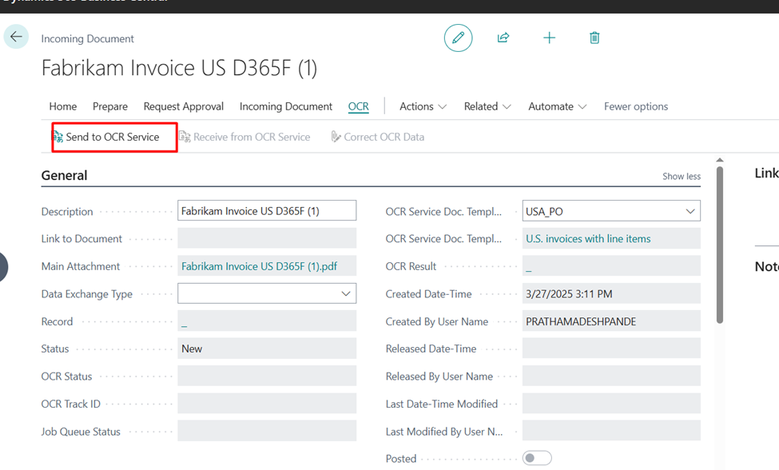 Incoming Document
Fabrikam Invoice US D365F (1)
Home Prepare Request Approval Incoming Document OCR Actions Related Automate Fewer options
Send to OCR Service Receive from OCR Service Correct OCR Data
General Show less
Description Fabrikam Invoice US D365F (1) OCR Service Doc. Templ... USA_PO
Link to Document OCR Service Doc. Templ... U.S. invoices with line items
Main Attachment Fabrikam Invoice US D365F (1).pdf OCR Result _
Data Exchange Type Created Date-Time 3/27/2025 3:11 PM
Record _ Created By User Name PRATHAMADESHPANDE
Status New Released Date-Time
OCR Status Released By User Name
OCR Track ID Last Date-Time Modified
Job Queue Status Last Modified By User N...
Posted
Link